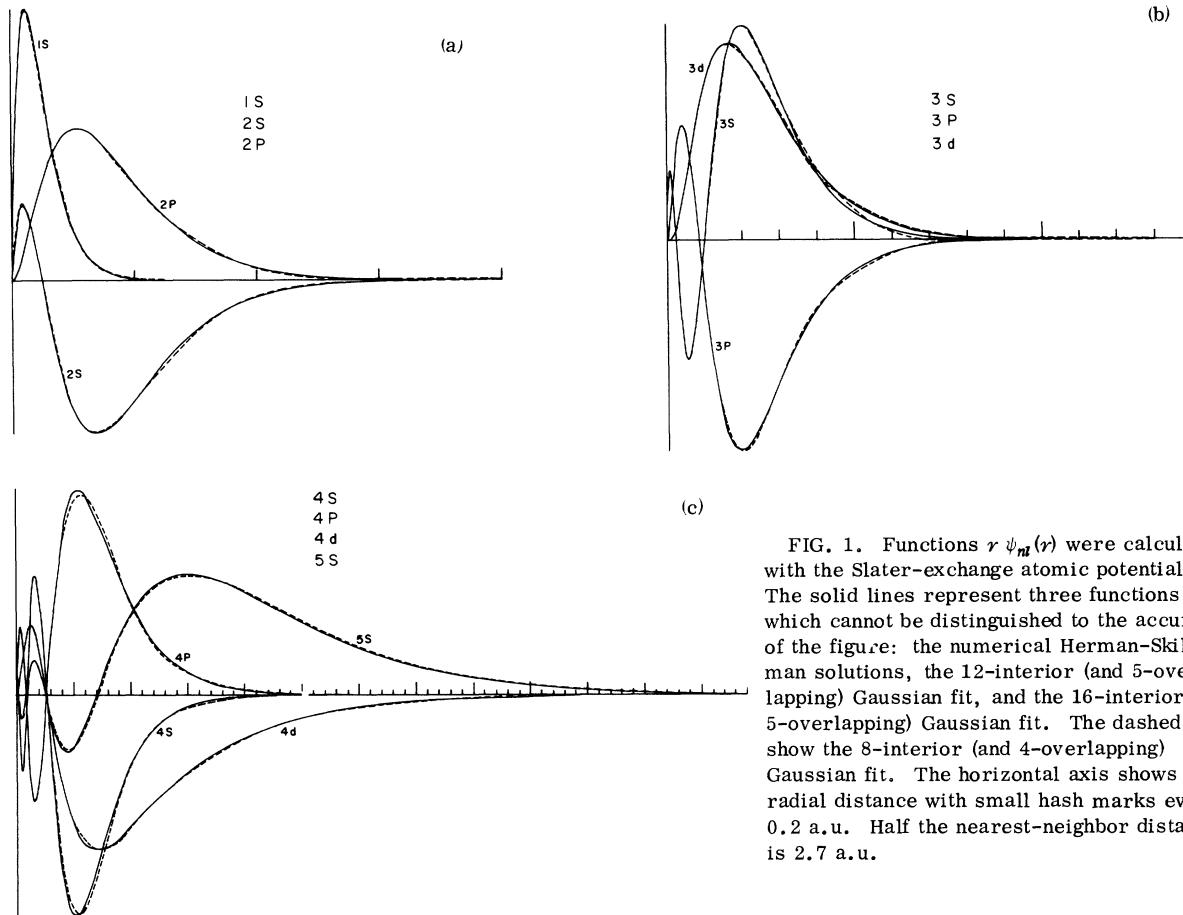 (a)
1S
1S
2S
2P
2P
2S
(b)
3d
3S
3S
3P
3d
3P
(c)
4S
4P
4d
5S
4P
5S
4S
4d
FIG. 1. Functions r ψnl(r) were calcul
with the Slater-exchange atomic potential
The solid lines represent three functions
which cannot be distinguished to the accur
of the figure: the numerical Herman-Skil
man solutions, the 12-interior (and 5-ove
lapping) Gaussian fit, and the 16-interior
5-overlapping) Gaussian fit. The dashed
show the 8-interior (and 4-overlapping)
Gaussian fit. The horizontal axis shows
radial distance with small hash marks ev
0.2 a.u. Half the nearest-neighbor dista
is 2.7 a.u.